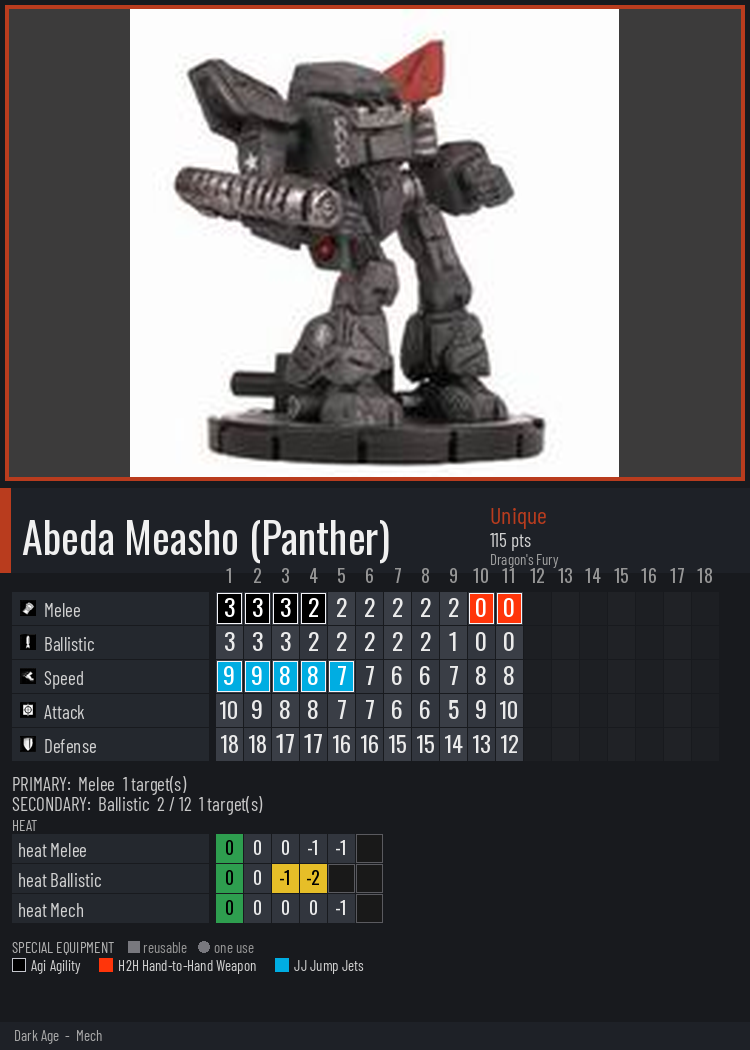 Abeda Measho (Panther)
Unique
115 pts
Dragon's Fury
1 2 3 4 5 6 7 8 9 10 11 12 13 14 15 16 17 18
Melee 3 3 3 2 2 2 2 2 2 0 0
Ballistic 3 3 3 2 2 2 2 2 1 0 0
Speed 9 9 8 8 7 7 6 6 7 8 8
Attack 10 9 8 8 7 7 6 6 5 9 10
Defense 18 18 17 17 16 16 15 15 14 13 12
PRIMARY: Melee 1 target(s)
SECONDARY: Ballistic 2 / 12 1 target(s)
HEAT
heat Melee 0 0 0 -1 -1
heat Ballistic 0 0 -1 -2
heat Mech 0 0 0 0 -1
SPECIAL EQUIPMENT reusable one use
Agi Agility H2H Hand-to-Hand Weapon JJ Jump Jets
Dark Age - Mech